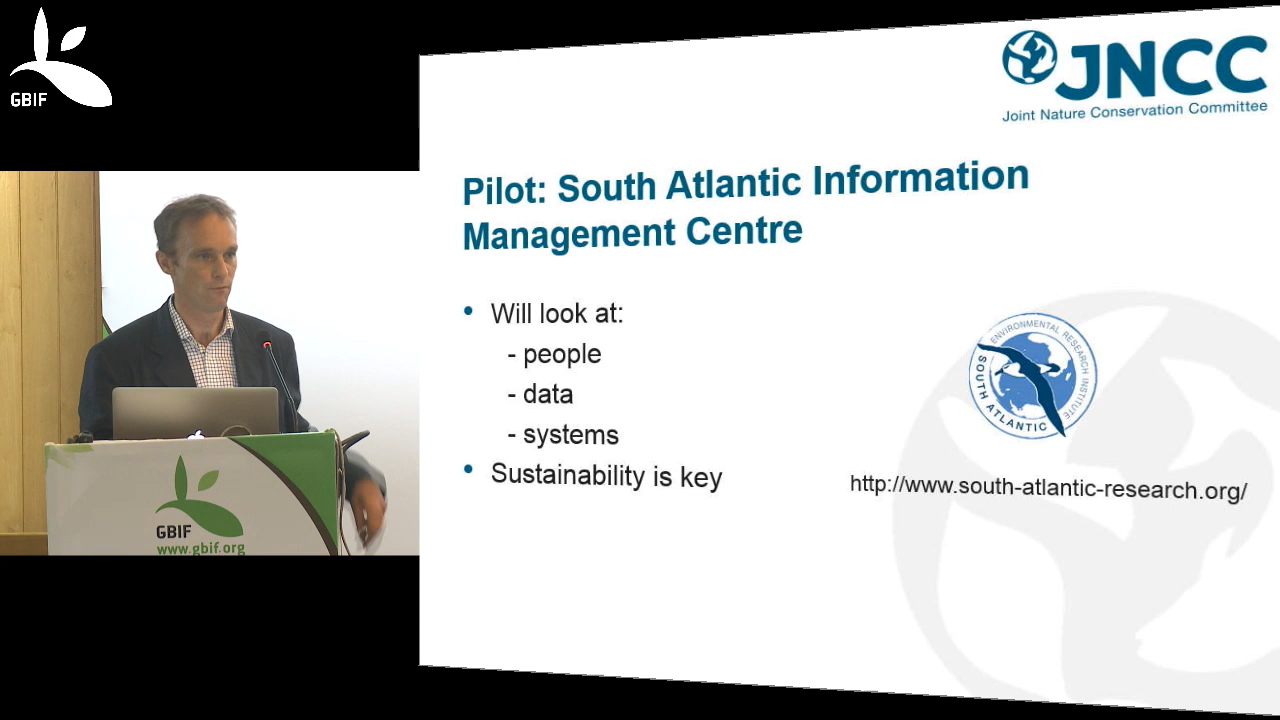 GBIF
JNCC
Joint Nature Conservation Committee
Pilot: South Atlantic Information
Management Centre
• Will look at:
- people
- data
- systems
• Sustainability is key
ENVIRONMENTAL RESEARCH INSTITUTE
SOUTH ATLANTIC
http://www.south-atlantic-research.org/
GBIF
www.gbif.org